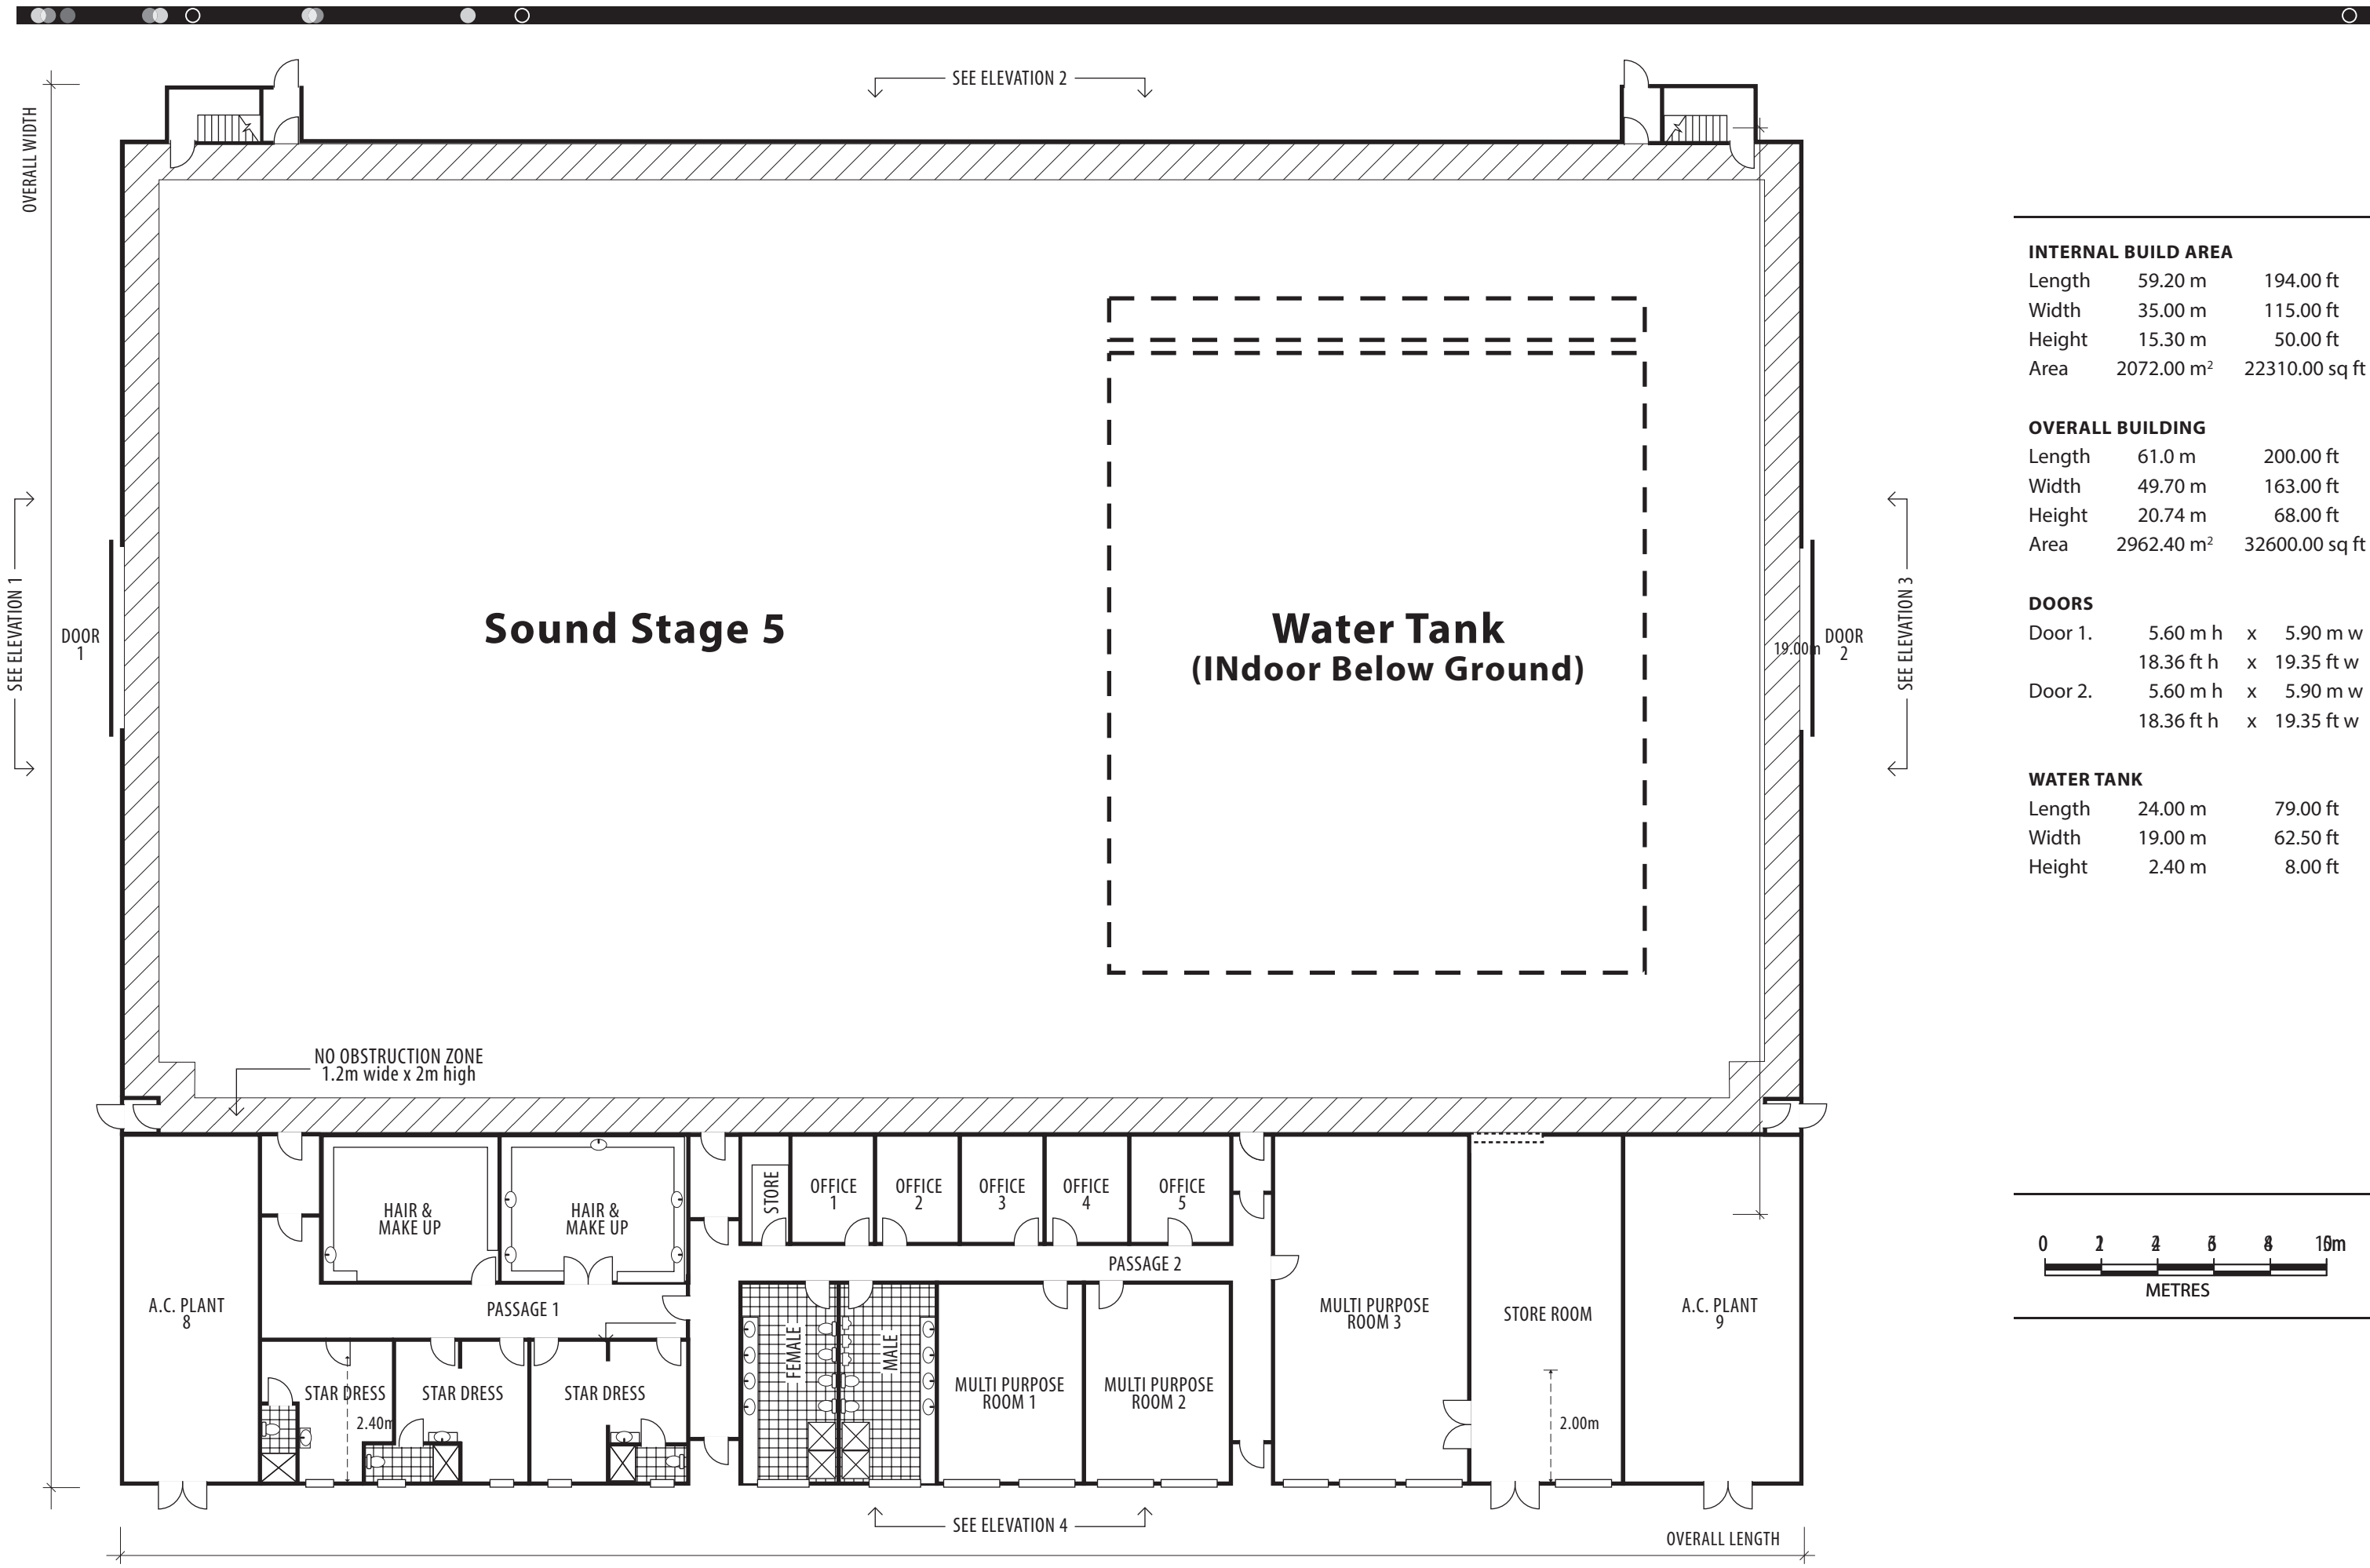 SEE ELEVATION 2
OVERALL WIDTH
INTERNAL BUILD AREA
Length 59.20 m 194.00 ft
Width 35.00 m 115.00 ft
Height 15.30 m 50.00 ft
Area 2072.00 m² 22310.00 sq ft
OVERALL BUILDING
Length 61.0 m 200.00 ft
Width 49.70 m 163.00 ft
Height 20.74 m 68.00 ft
Area 2962.40 m² 32600.00 sq ft
DOORS
Door 1. 5.60 m h x 5.90 m w
18.36 ft h x 19.35 ft w
Door 2. 5.60 m h x 5.90 m w
18.36 ft h x 19.35 ft w
WATER TANK
Length 24.00 m 79.00 ft
Width 19.00 m 62.50 ft
Height 2.40 m 8.00 ft
SEE ELEVATION 1
DOOR
1
Sound Stage 5
Water Tank
(INdoor Below Ground)
19.00m
DOOR
2
SEE ELEVATION 3
NO OBSTRUCTION ZONE
1.2m wide x 2m high
HAIR &
MAKE UP
HAIR &
MAKE UP
STORE
OFFICE
1
OFFICE
2
OFFICE
3
OFFICE
4
OFFICE
5
PASSAGE 2
A.C. PLANT
8
PASSAGE 1
MULTI PURPOSE
ROOM 3
STORE ROOM
A.C. PLANT
9
STAR DRESS
STAR DRESS
STAR DRESS
2.40m
FEMALE
MALE
MULTI PURPOSE
ROOM 1
MULTI PURPOSE
ROOM 2
2.00m
0
METRES
SEE ELEVATION 4
OVERALL LENGTH